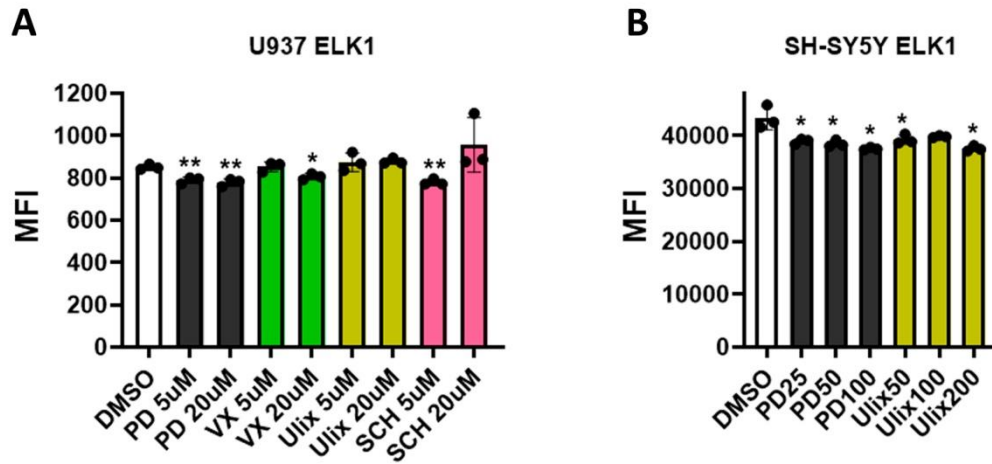 A
U937 ELK1
MFI
1200
1000
800
600
400
200
0
** ** * **
DMSO
PD 5uM
PD 20uM
VX 5uM
VX 20uM
Ulix 5uM
Ulix 20uM
SCH 5uM
SCH 20uM
B
SH-SY5Y ELK1
MFI
40000
30000
20000
10000
0
* * * * *
DMSO
PD25
PD50
PD100
Ulix50
Ulix100
Ulix200